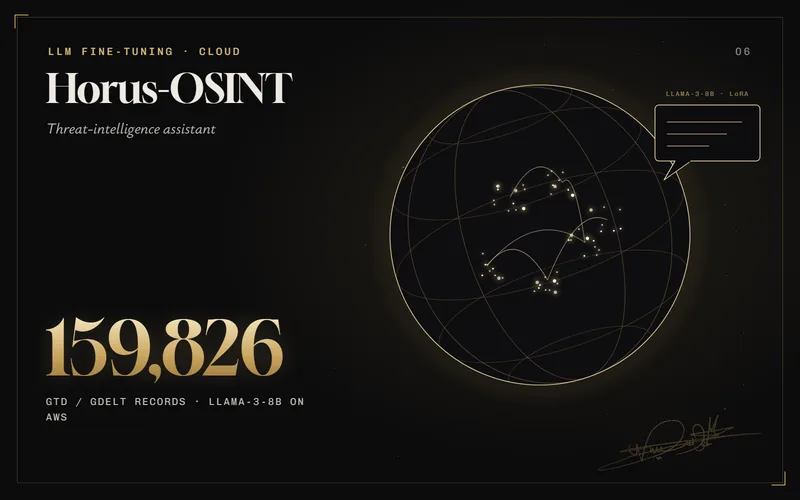 LLM FINE-TUNING · CLOUD
06
Horus-OSINT
Threat-intelligence assistant
LLAMA-3-8B · LoRA
159,826
GTD / GDELT RECORDS · LLAMA-3-8B ON
AWS